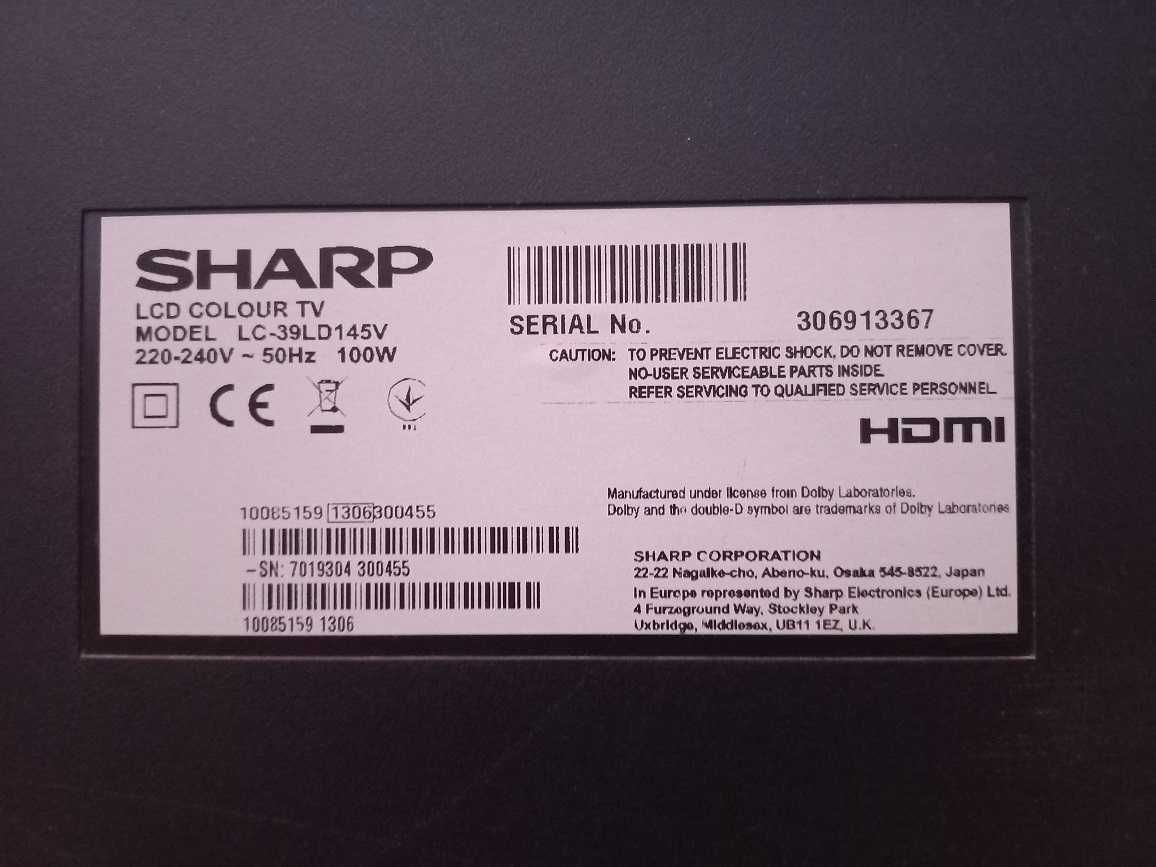 SHARP
LCD COLOUR TV
MODEL LC-39LD145V
220-240V ~ 50Hz 100W
CE
SERIAL No. 306913367
CAUTION: TO PREVENT ELECTRIC SHOCK, DO NOT REMOVE COVER.
NO-USER SERVICEABLE PARTS INSIDE.
REFER SERVICING TO QUALIFIED SERVICE PERSONNEL.
HDMI
10085159 1306 300455
-SN: 7019304 300455
10085159 1306
Manufactured under license from Dolby Laboratories.
Dolby and the double-D symbol are trademarks of Dolby Laboratories
SHARP CORPORATION
22-22 Nagaike-cho, Abeno-ku, Osaka 545-8522, Japan
In Europe represented by Sharp Electronics (Europe) Ltd.
4 Furzeground Way, Stockley Park
Uxbridge, Middlesex, UB11 1EZ, U.K.